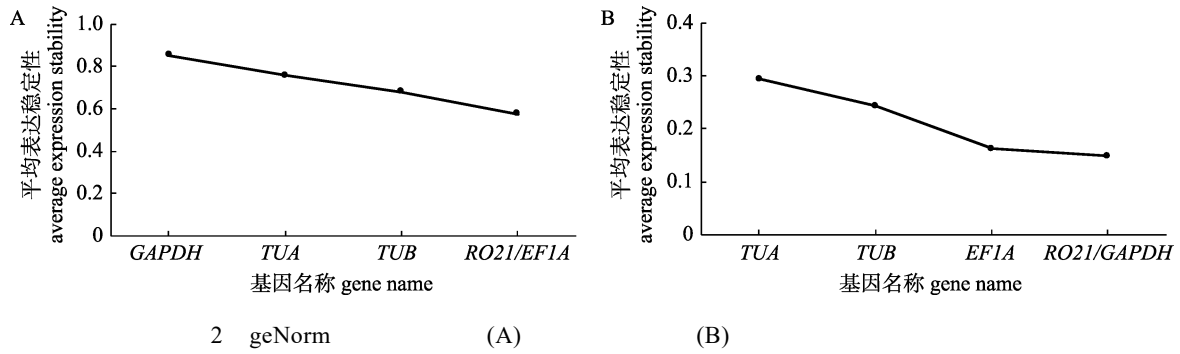 A
平均表达稳定性
average expression stability
1.0
0.8
0.6
0.4
0.2
0
GAPDH TUA TUB RO21/EF1A
基因名称 gene name
B
平均表达稳定性
average expression stability
0.4
0.3
0.2
0.1
0
TUA TUB EF1A RO21/GAPDH
基因名称 gene name
2 geNorm (A) (B)